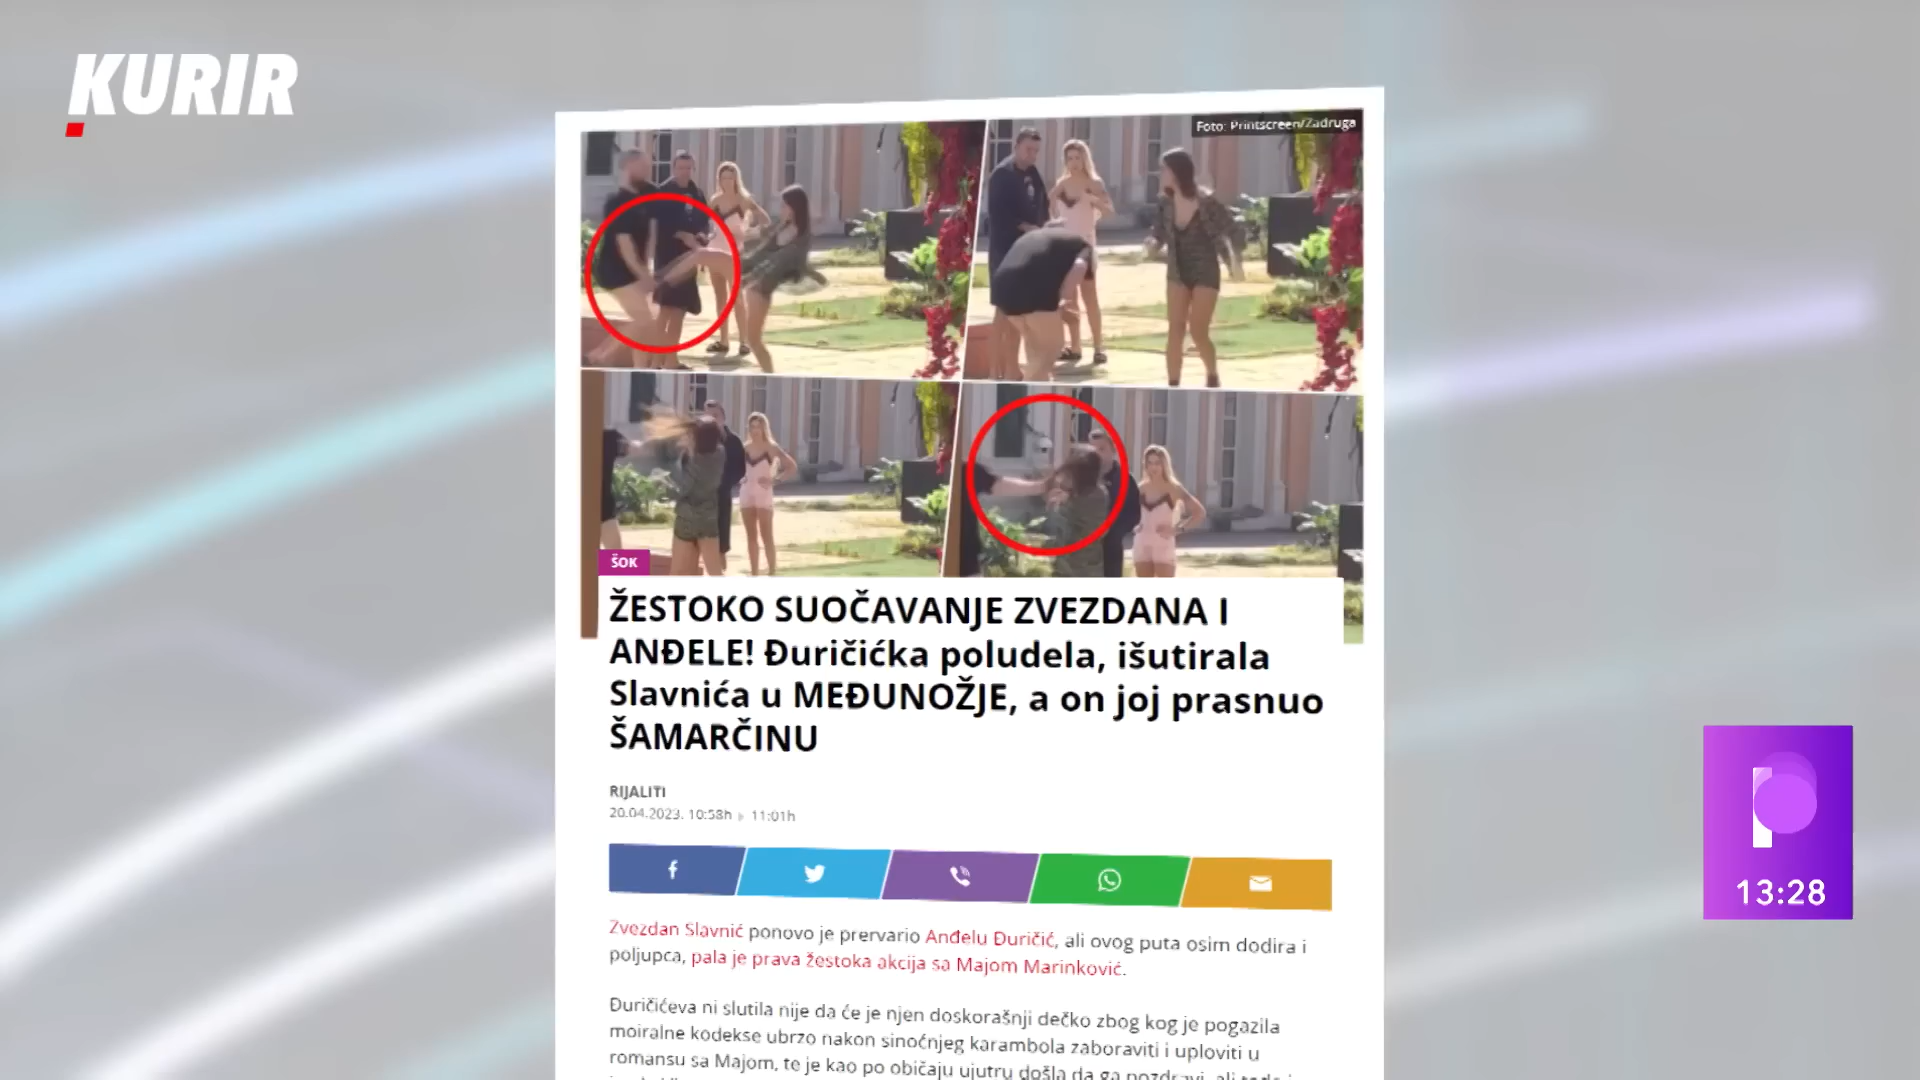 KURIR
Foto: Printscreen/Zadruga
ŠOK
ŽESTOKO SUOČAVANJE ZVEZDANA I
ANĐELE! Đuričićka poludela, išutirala
Slavnića u MEĐUNOŽJE, a on joj prasnuo
ŠAMARČINU
RIJALITI
20.04.2023. 10:58h 11:01h
13:28
Zvezdan Slavnić ponovo je prervario Anđelu Đuričić, ali ovog puta osim dodira i
poljupca, pala je prava žestoka akcija sa Majom Marinković.
Đuričićeva ni slutila nije da će je njen doskorašnji dečko zbog kog je pogazila
moiralne kodekse ubrzo nakon sinoćnjeg karambola zaboraviti i uploviti u
romansu sa Majom, te je kao po običaju ujutru došla da ga pozdravi, ali